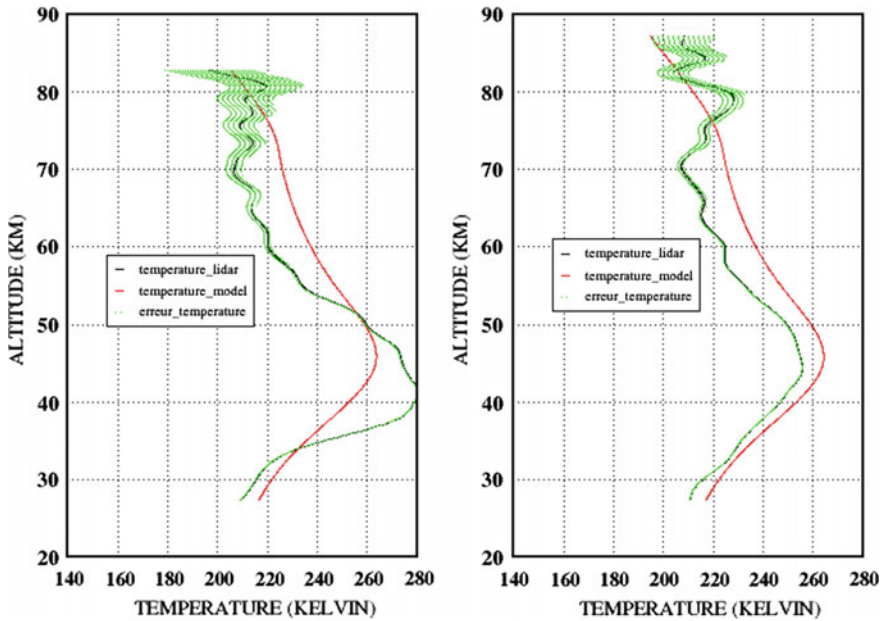 90
80
70
60
50
40
30
20
ALTITUDE (KM)
temperature_lidar
temperature_model
erreur_temperature
140 160 180 200 220 240 260 280
TEMPERATURE (KELVIN)
90
80
70
60
50
40
30
20
ALTITUDE (KM)
temperature_lidar
temperature_model
erreur_temperature
140 160 180 200 220 240 260 280
TEMPERATURE (KELVIN)